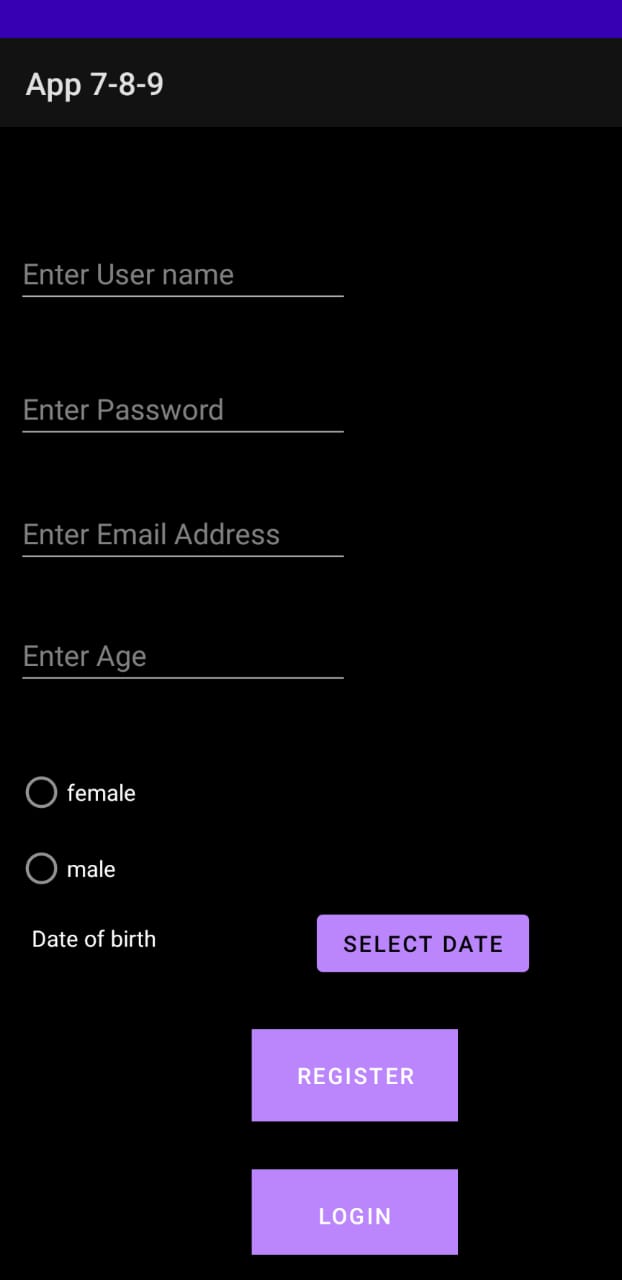 App 7-8-9
Enter User name
Enter Password
Enter Email Address
Enter Age
female
male
Date of birth
SELECT DATE
REGISTER
LOGIN